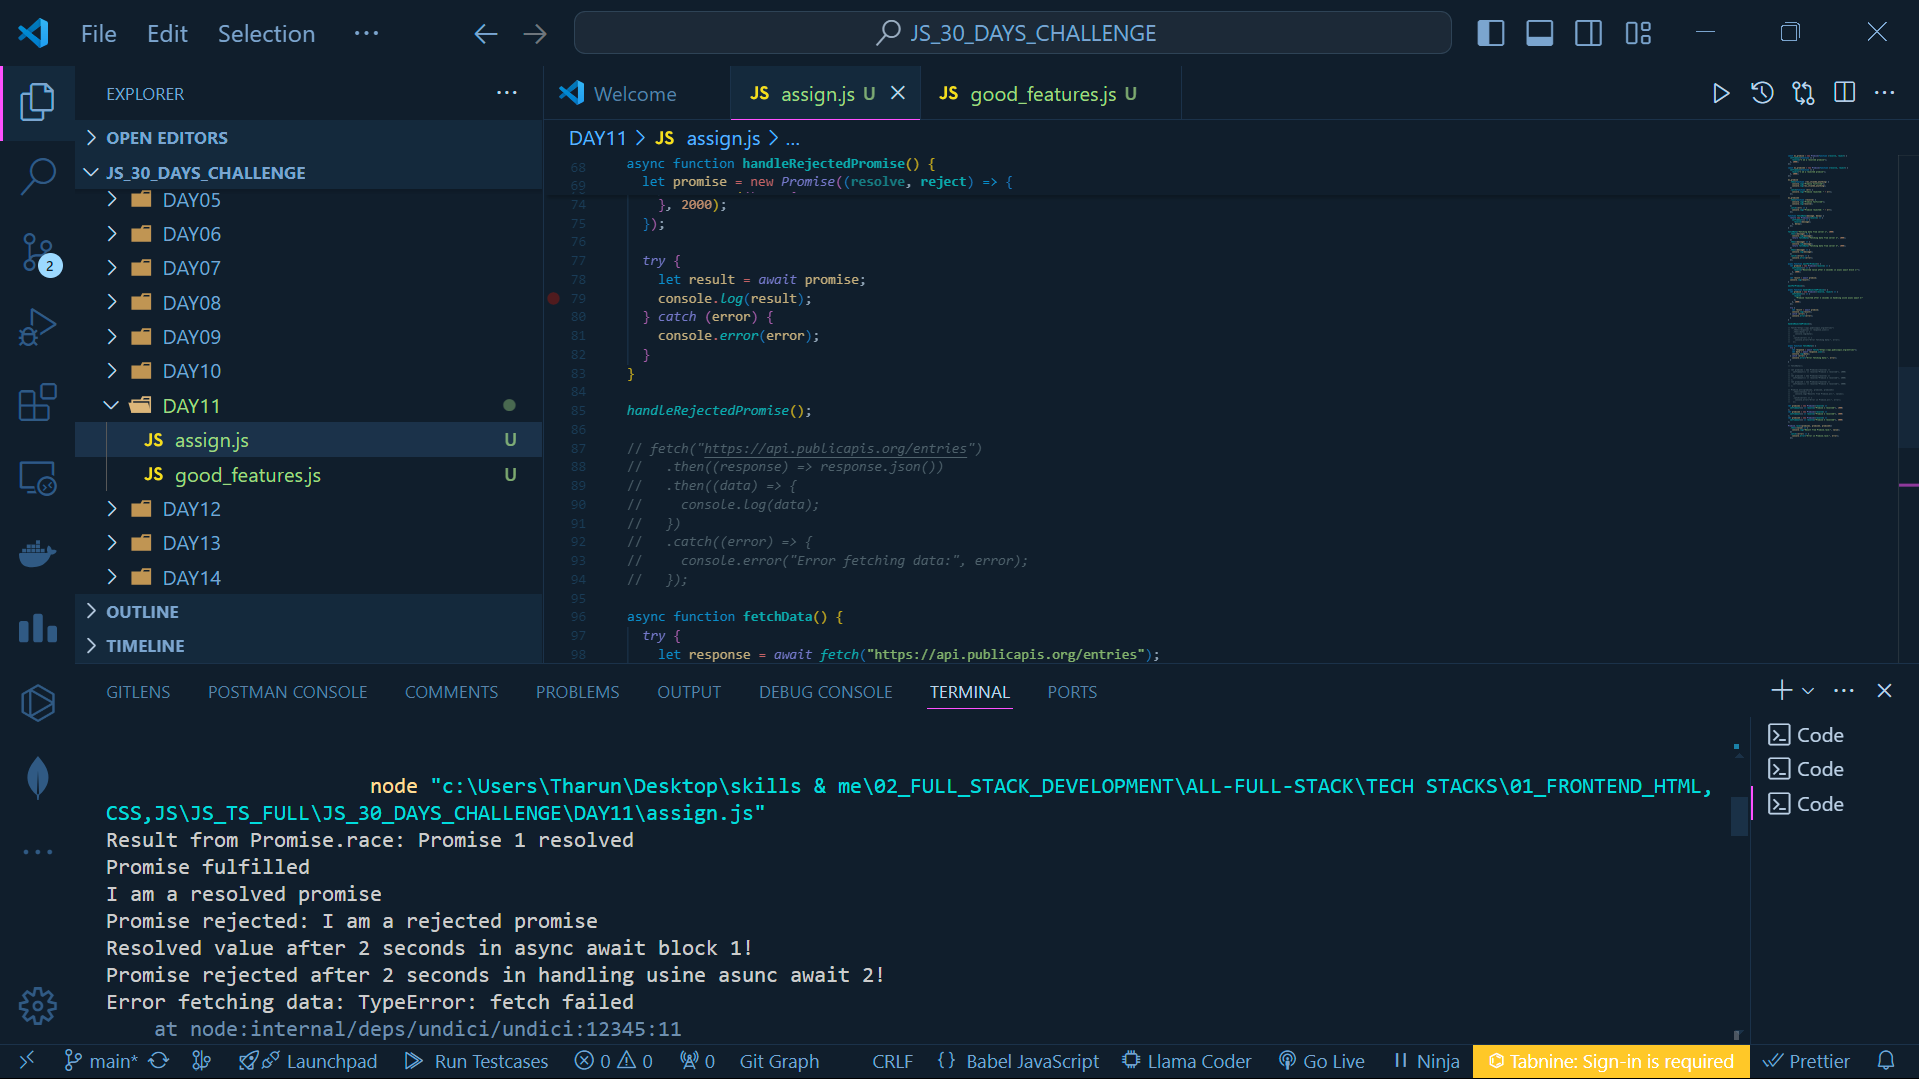 File Edit Selection ···
JS_30_DAYS_CHALLENGE
EXPLORER
OPEN EDITORS
JS_30_DAYS_CHALLENGE
DAY05
DAY06
DAY07
DAY08
DAY09
DAY10
DAY11
JS assign.js U
JS good_features.js U
DAY12
DAY13
DAY14
OUTLINE
TIMELINE
2
Welcome JS assign.js U JS good_features.js U
DAY11 > JS assign.js > ...
68 async function handleRejectedPromise() {
69 let promise = new Promise((resolve, reject) => {
74 }, 2000);
75 });
76
77 try {
78 let result = await promise;
79 console.log(result);
80 } catch (error) {
81 console.error(error);
82 }
83 }
84
85 handleRejectedPromise();
86
87 // fetch("https://api.publicapis.org/entries")
88 // .then((response) => response.json())
89 // .then((data) => {
90 // console.log(data);
91 // })
92 // .catch((error) => {
93 // console.error("Error fetching data:", error);
94 // });
95
96 async function fetchData() {
97 try {
98 let response = await fetch("https://api.publicapis.org/entries");
GITLENS POSTMAN CONSOLE COMMENTS PROBLEMS OUTPUT DEBUG CONSOLE TERMINAL PORTS
node "c:\Users\Tharun\Desktop\skills & me\02_FULL_STACK_DEVELOPMENT\ALL-FULL-STACK\TECH STACKS\01_FRONTEND_HTML,
CSS,JS\JS_TS_FULL\JS_30_DAYS_CHALLENGE\DAY11\assign.js"
Result from Promise.race: Promise 1 resolved
Promise fulfilled
I am a resolved promise
Promise rejected: I am a rejected promise
Resolved value after 2 seconds in async await block 1!
Promise rejected after 2 seconds in handling usine asunc await 2!
Error fetching data: TypeError: fetch failed
at node:internal/deps/undici/undici:12345:11
Code
Code
Code
main* Launchpad Run Testcases 0 0 0 Git Graph CRLF {} Babel JavaScript Llama Coder Go Live Ninja Tabnine: Sign-in is required Prettier